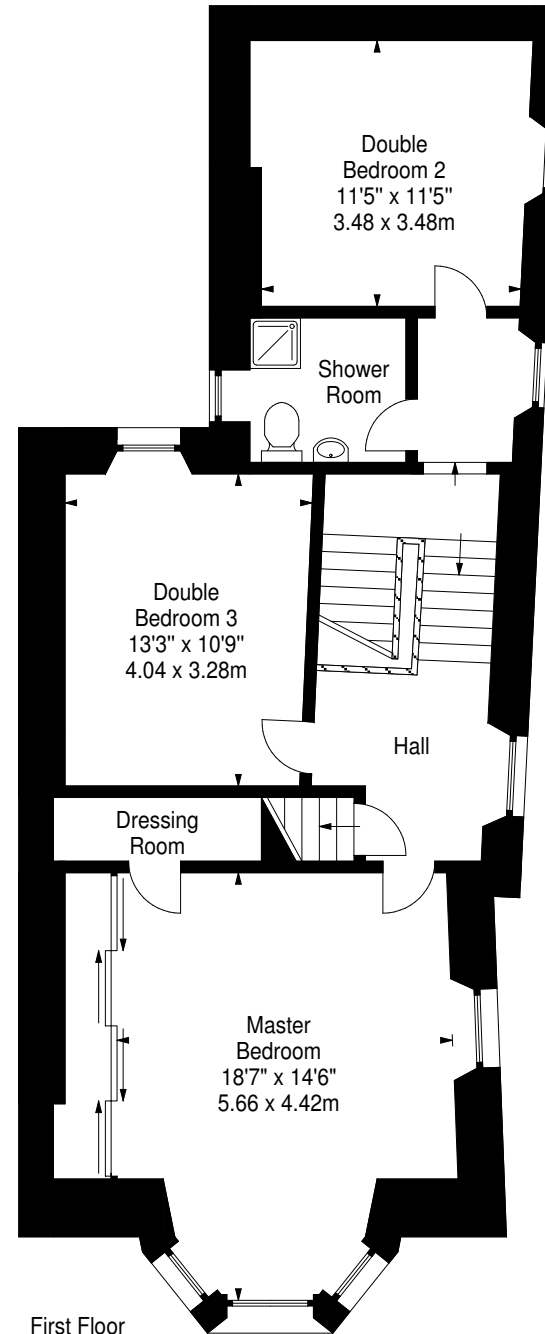 Double
Bedroom 2
11'5" x 11'5"
3.48 x 3.48m
Shower
Room
Double
Bedroom 3
13'3" x 10'9"
4.04 x 3.28m
Hall
Dressing
Room
Master
Bedroom
18'7" x 14'6"
5.66 x 4.42m
First Floor